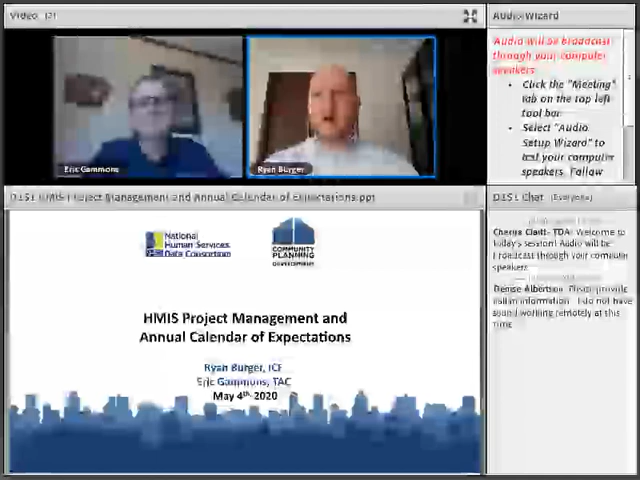 Video
Audio Wizard
Audio will be broadcast
through your computer
speakers
• Click the "Meeting"
tab on the top left
tool bar.
• Select "Audio
Setup Wizard" to
test your computer
speakers. Follow
Eric Gammons
Ryan Burger
D1S1 HMIS Project Management and Annual Calendar of Expectations.ppt
National
Human Services
Data Consortium
COMMUNITY
PLANNING
DEVELOPMENT
HMIS Project Management and
Annual Calendar of Expectations
Ryan Burger, ICF
Eric Gammons, TAC
May 4th, 2020
D1S1 Chat (Everyone)
TDA: Welcome to
today's session! Audio will be
broadcast through your computer
speakers
Denise Albertson: Please provide
call in information I do not have
sound working remotely at this
time